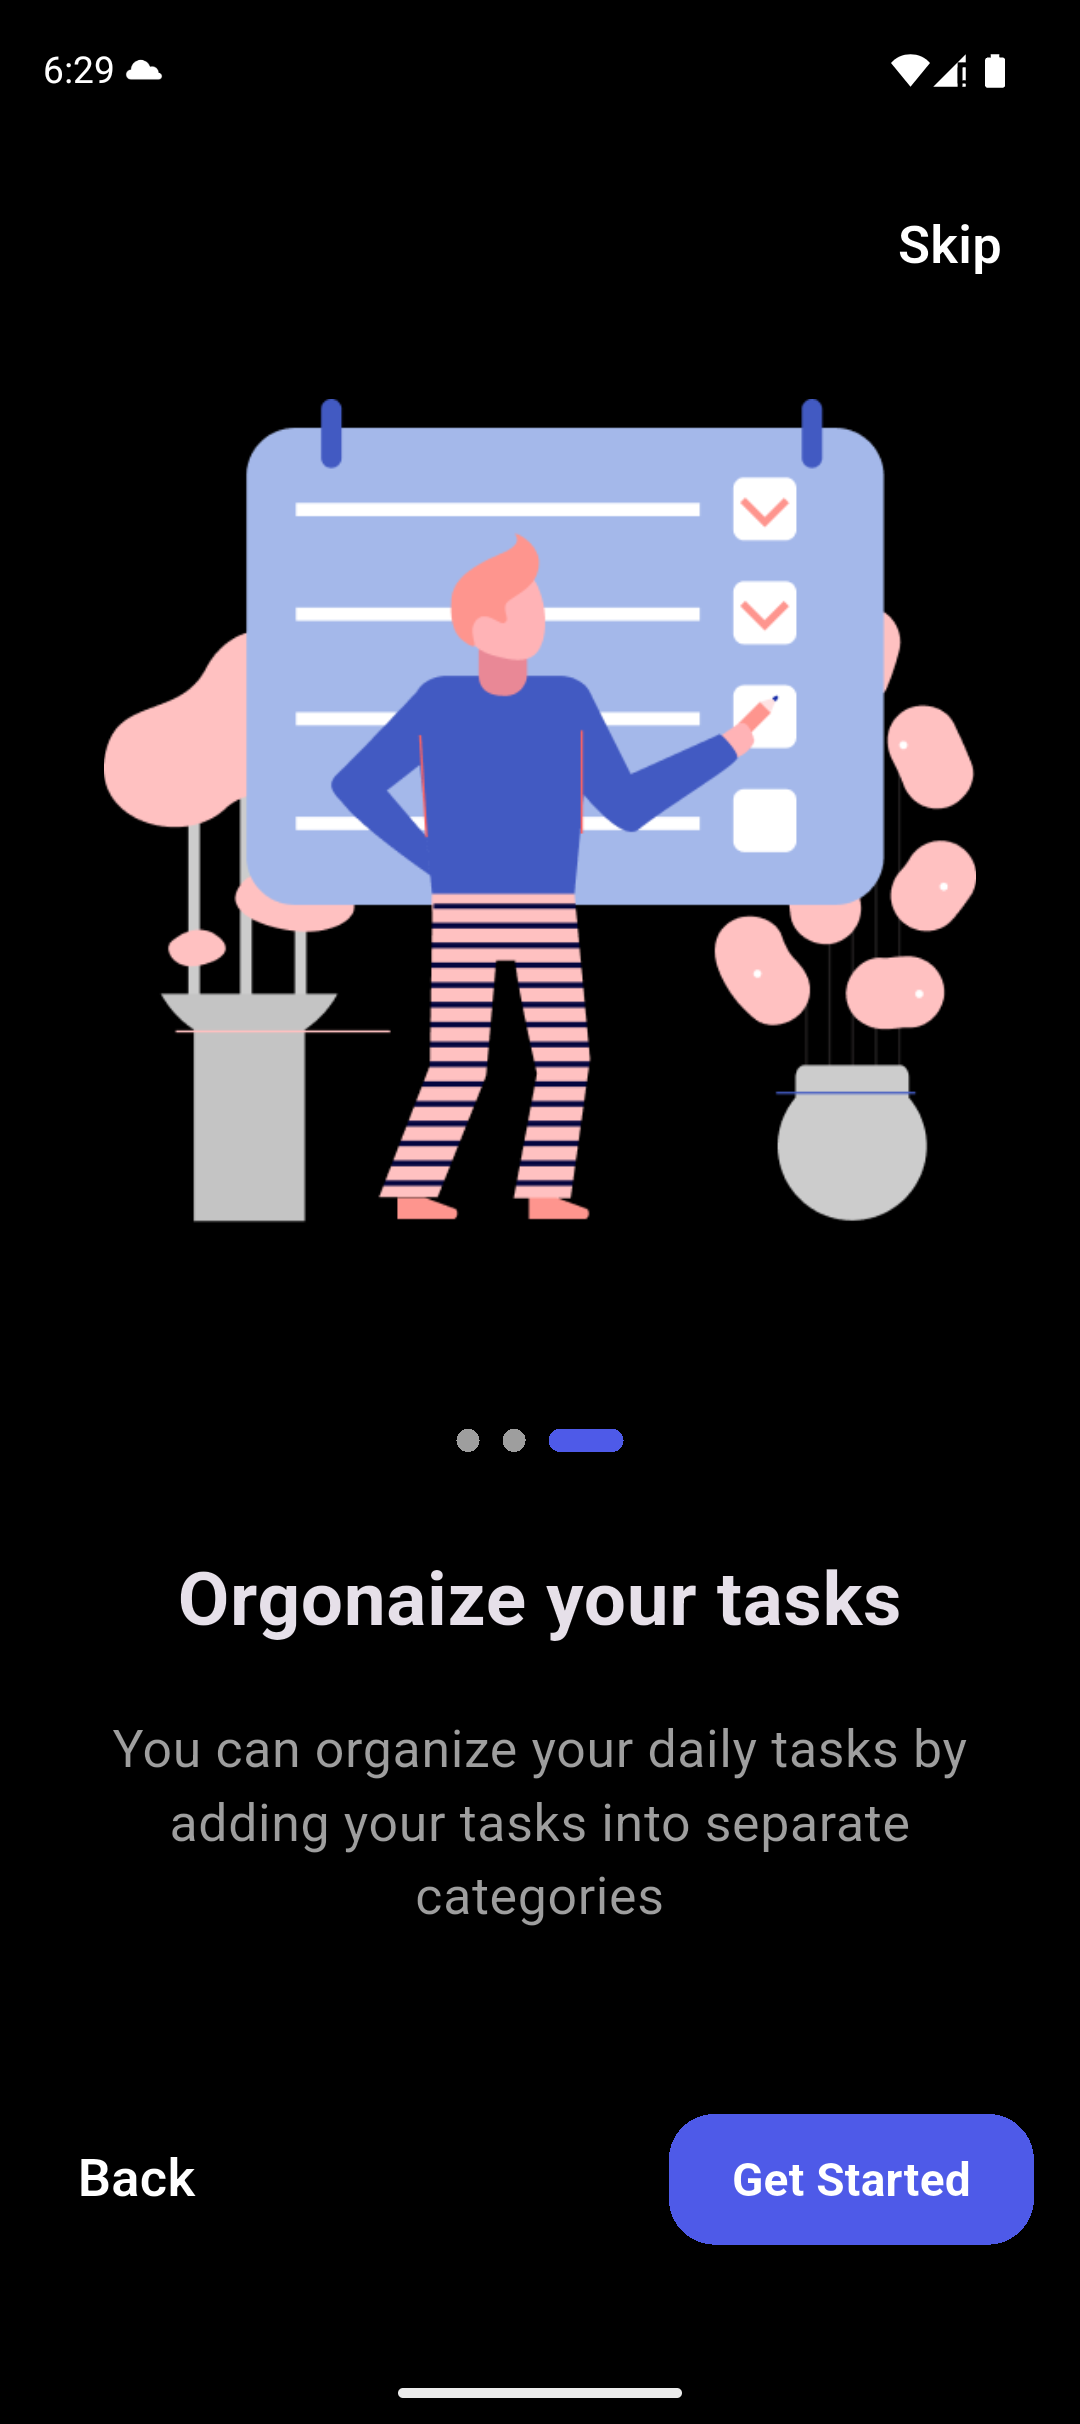 6:29
Skip
Orgonaize your tasks
You can organize your daily tasks by
adding your tasks into separate
categories
Back
Get Started